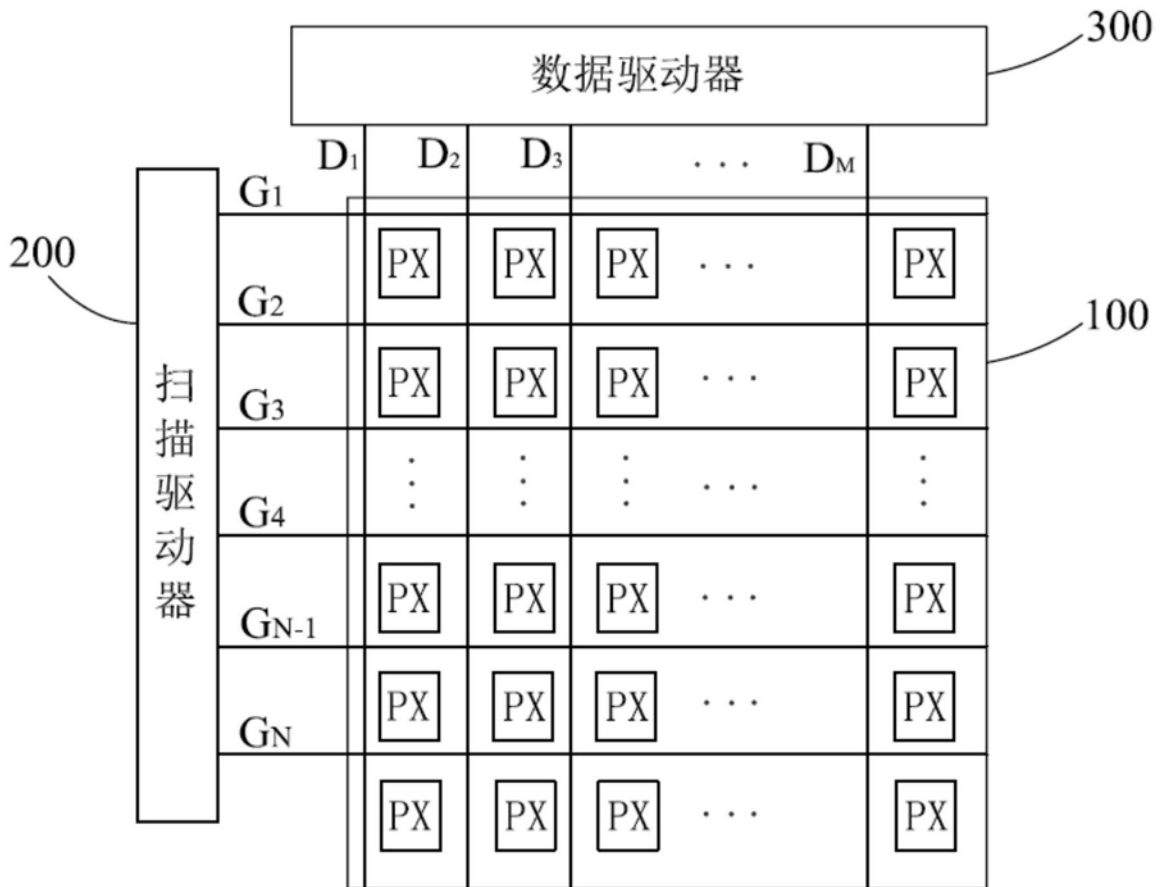 300
数据驱动器
D1 D2 D3 ... DM
G1
200
PX PX PX ... PX
G2
100
扫描驱动器
PX PX PX ... PX
G3
... 
G4
PX PX PX ... PX
GN-1
PX PX PX ... PX
GN
PX PX PX ... PX